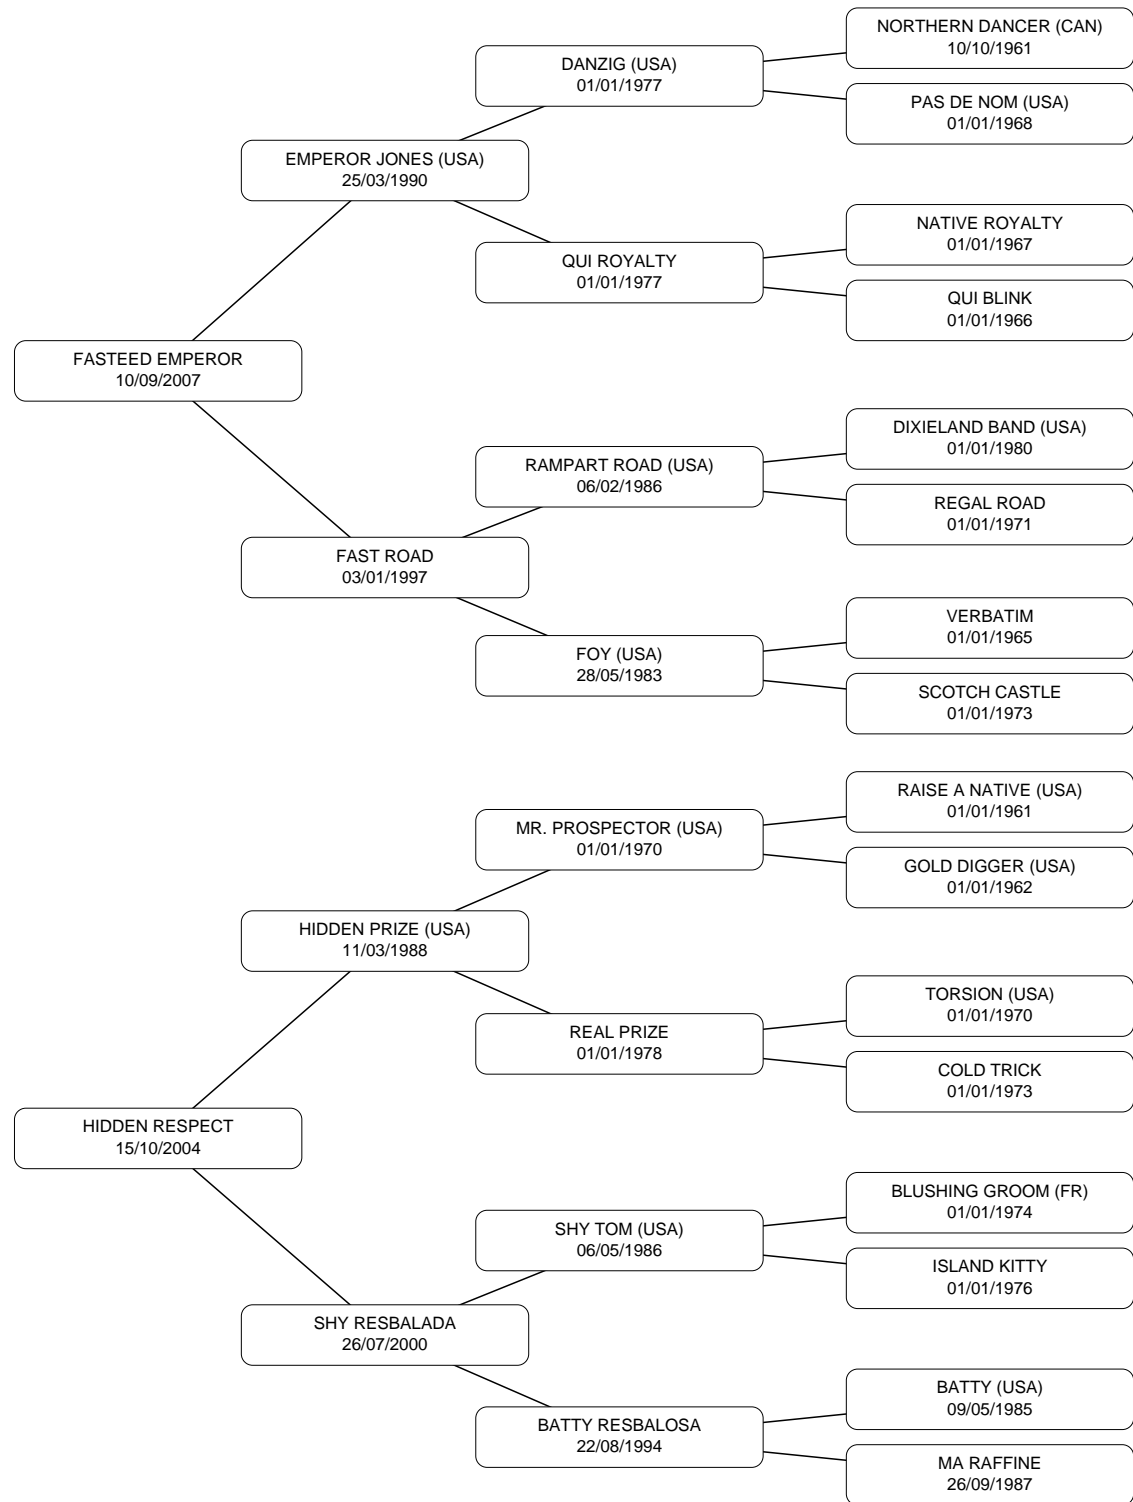 NORTHERN DANCER (CAN)
10/10/1961
DANZIG (USA)
01/01/1977
PAS DE NOM (USA)
01/01/1968
EMPEROR JONES (USA)
25/03/1990
NATIVE ROYALTY
01/01/1967
QUI ROYALTY
01/01/1977
QUI BLINK
01/01/1966
FASTEED EMPEROR
10/09/2007
DIXIELAND BAND (USA)
01/01/1980
RAMPART ROAD (USA)
06/02/1986
REGAL ROAD
01/01/1971
FAST ROAD
03/01/1997
VERBATIM
01/01/1965
FOY (USA)
28/05/1983
SCOTCH CASTLE
01/01/1973
RAISE A NATIVE (USA)
01/01/1961
MR. PROSPECTOR (USA)
01/01/1970
GOLD DIGGER (USA)
01/01/1962
HIDDEN PRIZE (USA)
11/03/1988
TORSION (USA)
01/01/1970
REAL PRIZE
01/01/1978
COLD TRICK
01/01/1973
HIDDEN RESPECT
15/10/2004
BLUSHING GROOM (FR)
01/01/1974
SHY TOM (USA)
06/05/1986
ISLAND KITTY
01/01/1976
SHY RESBALADA
26/07/2000
BATTY (USA)
09/05/1985
BATTY RESBALOSA
22/08/1994
MA RAFFINE
26/09/1987